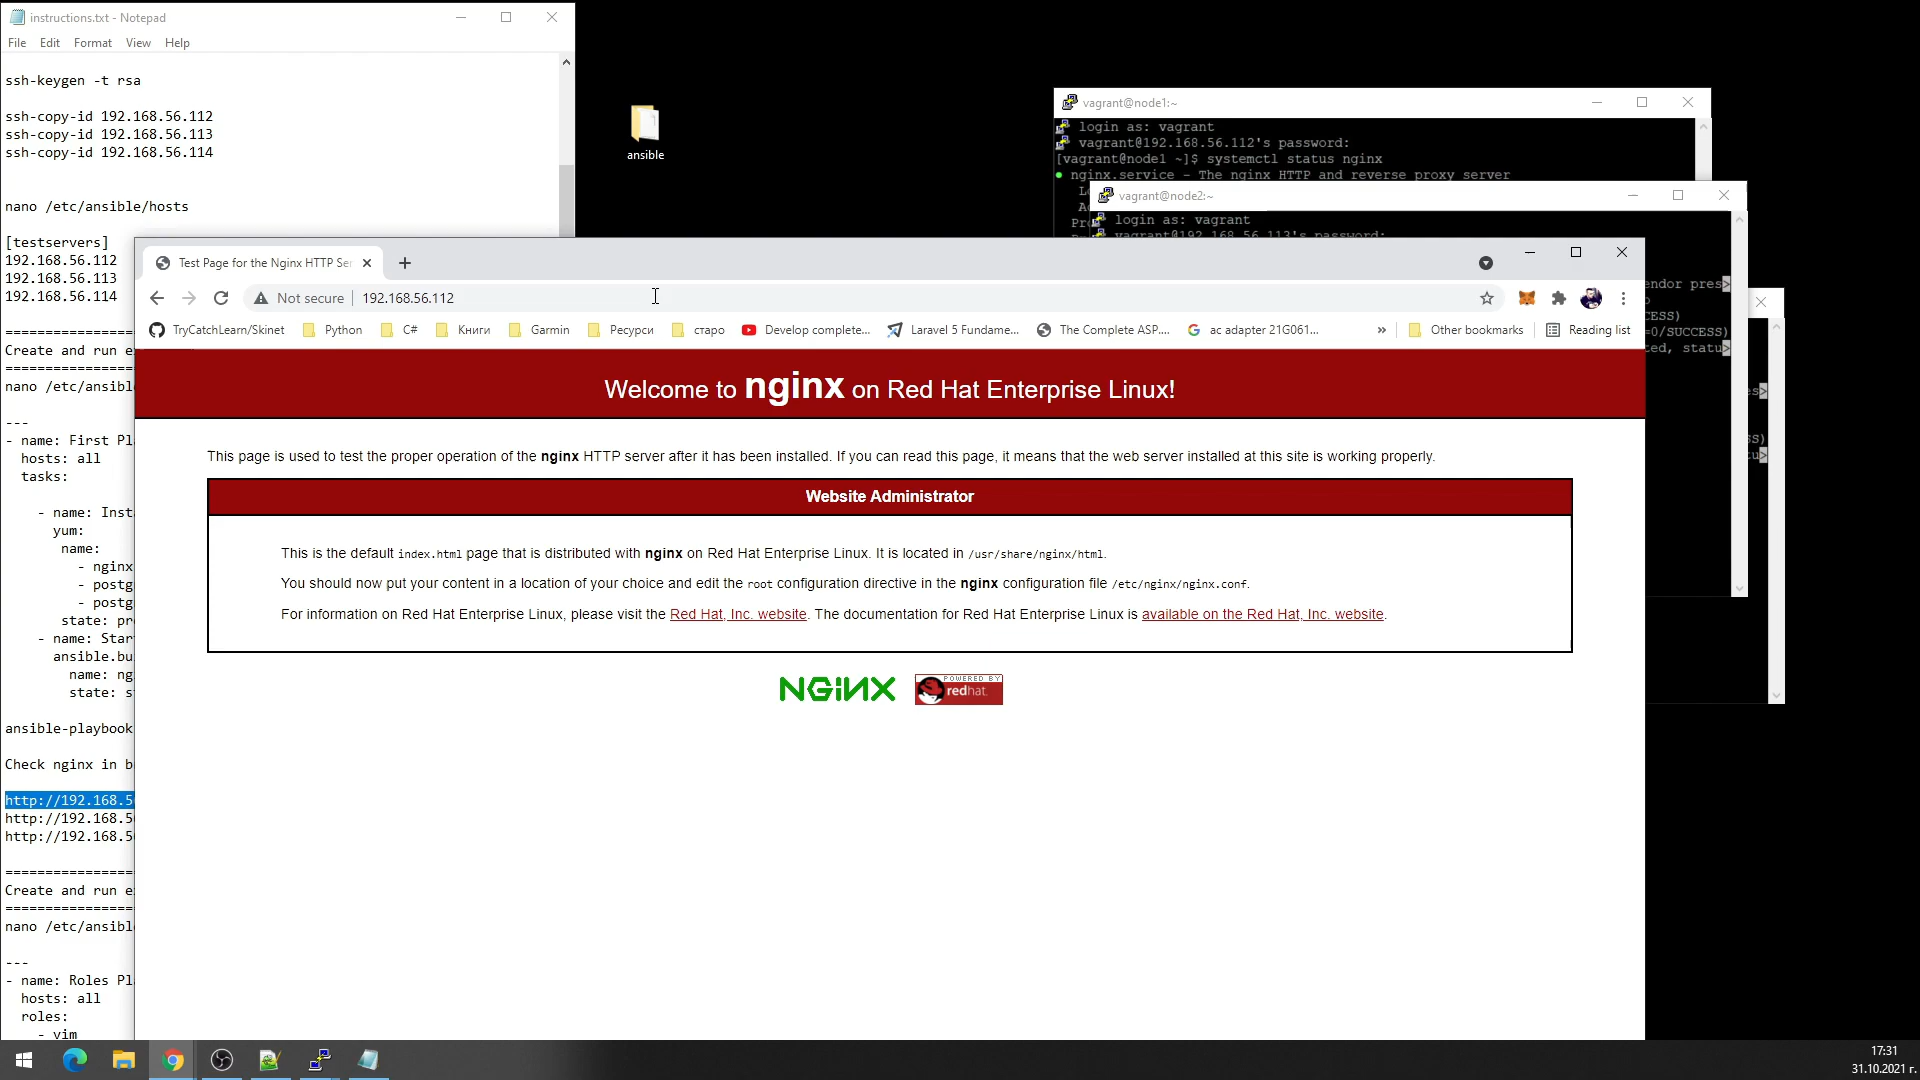 instructions.txt - Notepad
File Edit Format View Help
ssh-keygen -t rsa
ssh-copy-id 192.168.56.112
ssh-copy-id 192.168.56.113
ssh-copy-id 192.168.56.114
nano /etc/ansible/hosts
[testservers]
192.168.56.112
192.168.56.113
192.168.56.114
====================
Create and run e
====================
nano /etc/ansibl
---
- name: First Pl
hosts: all
tasks:
- name: Inst
yum:
name:
- nginx
- postg
- postg
state: pr
- name: Star
ansible.bu
name: ng
state: s
ansible-playbook
Check nginx in b
http://192.168.5
http://192.168.5
http://192.168.5
====================
Create and run e
====================
nano /etc/ansibl
---
- name: Roles Pl
hosts: all
roles:
- vim
ansible
vagrant@node1:~
login as: vagrant
vagrant@192.168.56.112's password:
[vagrant@node1 ~]$ systemctl status nginx
● nginx.service - The nginx HTTP and reverse proxy server
vagrant@node2:~
login as: vagrant
vagrant@192.168.56.113's password:
endor pres>
CESS)
=0/SUCCESS)
ted, statu>
Test Page for the Nginx HTTP Ser
Not secure 192.168.56.112
TryCatchLearn/Skinet Python C# Книги Garmin Ресурси старо Develop complete... Laravel 5 Fundame... The Complete ASP.... ac adapter 21G061... » Other bookmarks Reading list
Welcome to nginx on Red Hat Enterprise Linux!
This page is used to test the proper operation of the nginx HTTP server after it has been installed. If you can read this page, it means that the web server installed at this site is working properly.
Website Administrator
This is the default index.html page that is distributed with nginx on Red Hat Enterprise Linux. It is located in /usr/share/nginx/html.
You should now put your content in a location of your choice and edit the root configuration directive in the nginx configuration file /etc/nginx/nginx.conf.
For information on Red Hat Enterprise Linux, please visit the Red Hat, Inc. website. The documentation for Red Hat Enterprise Linux is available on the Red Hat, Inc. website.
NGINX
POWERED BY
redhat.
17:31
31.10.2021 г.